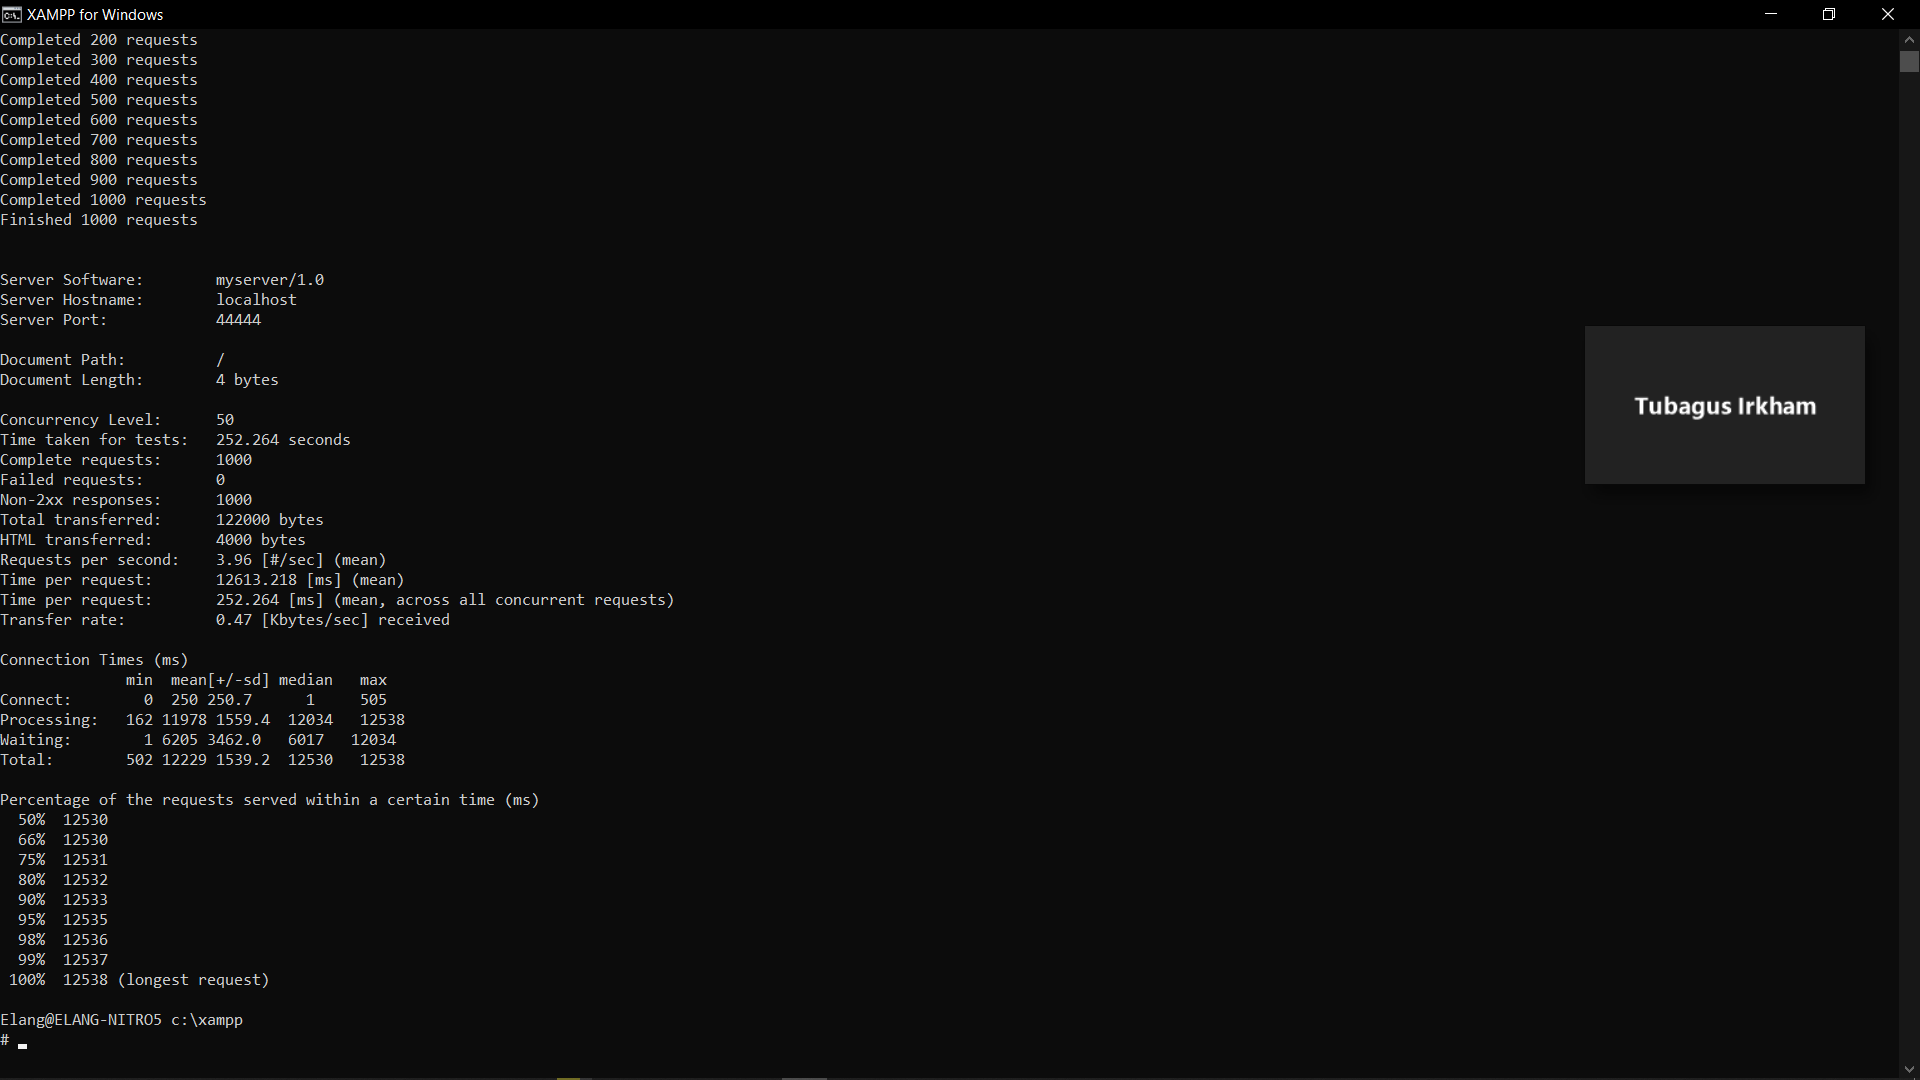 XAMPP for Windows
Completed 200 requests
Completed 300 requests
Completed 400 requests
Completed 500 requests
Completed 600 requests
Completed 700 requests
Completed 800 requests
Completed 900 requests
Completed 1000 requests
Finished 1000 requests
Server Software: myserver/1.0
Server Hostname: localhost
Server Port: 44444
Document Path: /
Document Length: 4 bytes
Concurrency Level: 50
Time taken for tests: 252.264 seconds
Complete requests: 1000
Failed requests: 0
Non-2xx responses: 1000
Total transferred: 122000 bytes
HTML transferred: 4000 bytes
Requests per second: 3.96 [#/sec] (mean)
Time per request: 12613.218 [ms] (mean)
Time per request: 252.264 [ms] (mean, across all concurrent requests)
Transfer rate: 0.47 [Kbytes/sec] received
Connection Times (ms)
min mean[+/-sd] median max
Connect: 0 250 250.7 1 505
Processing: 162 11978 1559.4 12034 12538
Waiting: 1 6205 3462.0 6017 12034
Total: 502 12229 1539.2 12530 12538
Percentage of the requests served within a certain time (ms)
50% 12530
66% 12530
75% 12531
80% 12532
90% 12533
95% 12535
98% 12536
99% 12537
100% 12538 (longest request)
Elang@ELANG-NITRO5 c:\xampp
#
Tubagus Irkham